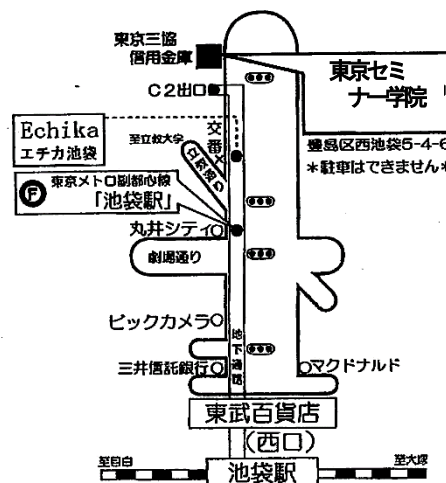 東京三協
信用金庫
C2出口
東京セミ
ナー学院
豊島区西池袋5-4-6
*駐車はできません*
Echika
エチカ池袋
至立教大学
交番
立教通り
F 東京メトロ副都心線
「池袋駅」
丸井シティ
劇場通り
ビックカメラ
地下通路
三井信託銀行
マクドナルド
東武百貨店
(西口)
至目白
池袋駅
至大塚